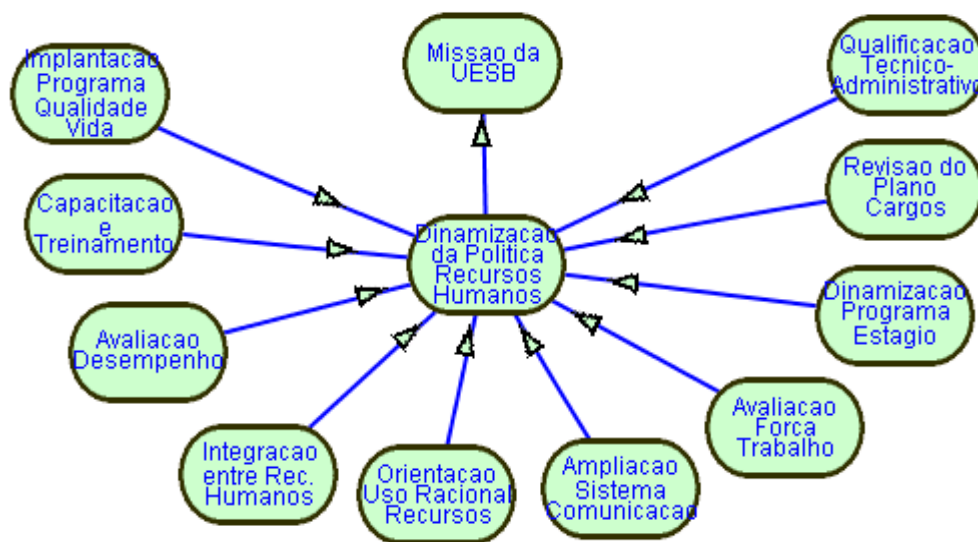 Implantacao
Programa
Qualidade
Vida
Missao da
UESB
Qualificacao
Tecnico-
Administrativo
Capacitacao
e
Treinamento
Revisao do
Plano
Cargos
Dinamizacao
da Politica
Recursos
Humanos
Dinamizacao
Programa
Estagio
Avaliacao
Desempenho
Avaliacao
Forca
Trabalho
Integracao
entre Rec.
Humanos
Orientacao
Uso Racional
Recursos
Ampliacao
Sistema
Comunicacao